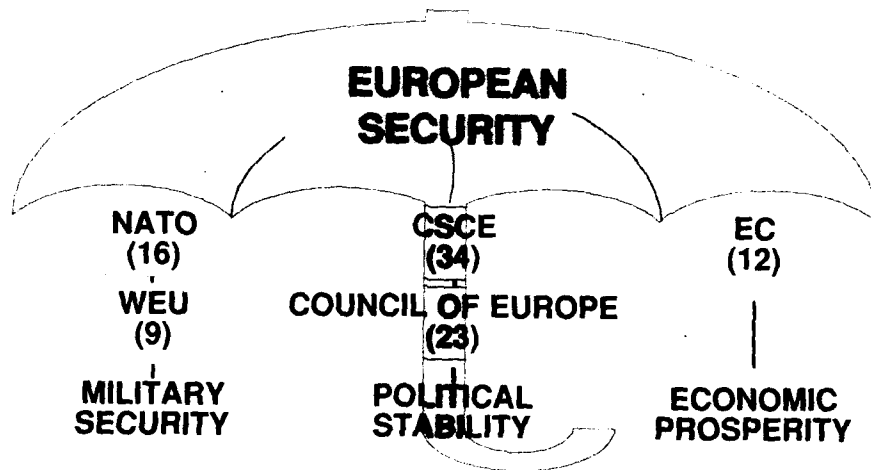 EUROPEAN
SECURITY
NATO
(16)
WEU
(9)
MILITARY
SECURITY
CSCE
(34)
COUNCIL OF EUROPE
(23)
POLITICAL
STABILITY
EC
(12)
ECONOMIC
PROSPERITY